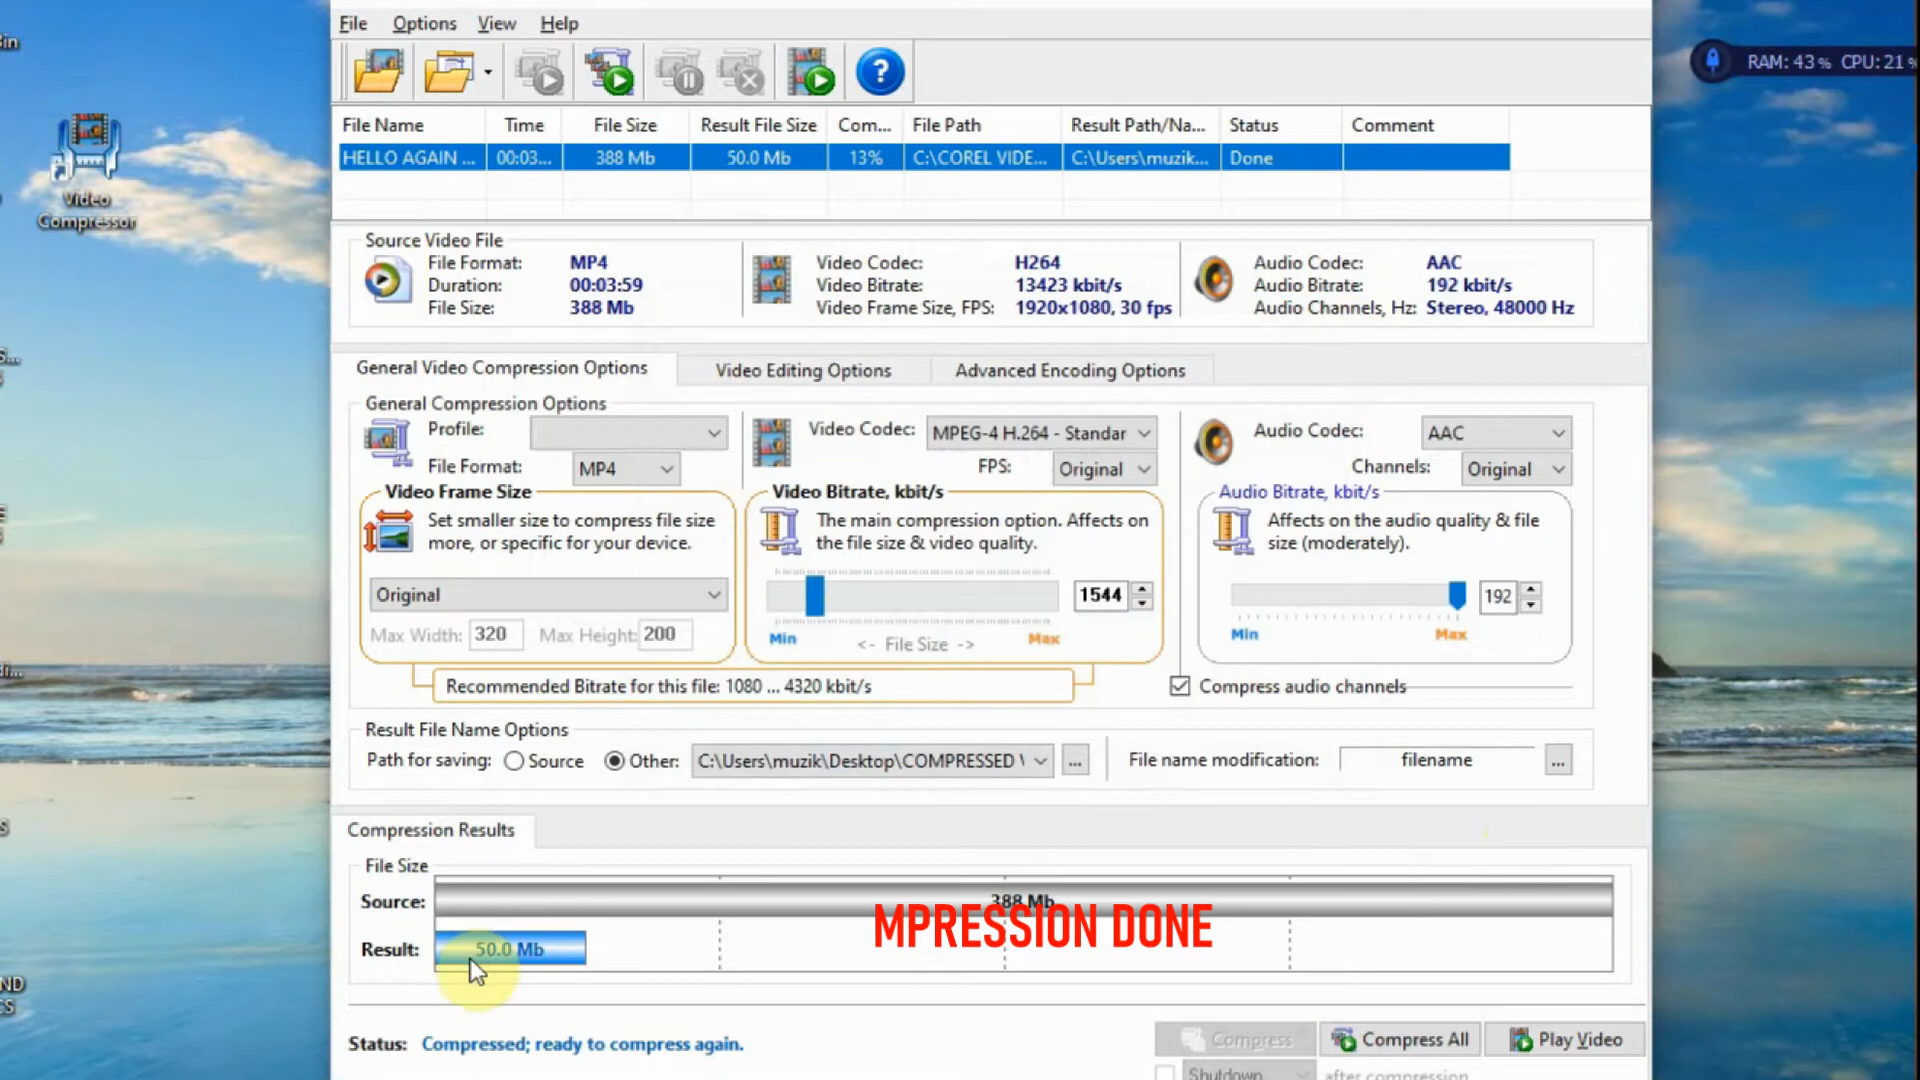 File Options View Help
RAM: 43% CPU: 21%
File Name Time File Size Result File Size Com... File Path Result Path/Na... Status Comment
HELLO AGAIN ... 00:03... 388 Mb 50.0 Mb 13% C:\COREL VIDE... C:\Users\muzik... Done
Video
Compressor
Source Video File
File Format: MP4 Video Codec: H264 Audio Codec: AAC
Duration: 00:03:59 Video Bitrate: 13423 kbit/s Audio Bitrate: 192 kbit/s
File Size: 388 Mb Video Frame Size, FPS: 1920x1080, 30 fps Audio Channels, Hz: Stereo, 48000 Hz
General Video Compression Options Video Editing Options Advanced Encoding Options
General Compression Options
Profile: Video Codec: MPEG-4 H.264 - Standar Audio Codec: AAC
File Format: MP4 FPS: Original Channels: Original
Video Frame Size Video Bitrate, kbit/s Audio Bitrate, kbit/s
Set smaller size to compress file size The main compression option. Affects on Affects on the audio quality & file
more, or specific for your device. the file size & video quality. size (moderately).
Original 1544 192
Max Width: 320 Max Height: 200 Min <- File Size -> Max Min Max
Recommended Bitrate for this file: 1080 ... 4320 kbit/s Compress audio channels
Result File Name Options
Path for saving: Source Other: C:\Users\muzik\Desktop\COMPRESSED \ ... File name modification: filename ...
Compression Results
File Size
Source: 388 Mb
MPRESSION DONE
Result: 50.0 Mb
Status: Compressed; ready to compress again. Compress Compress All Play Video
Shutdown after compression